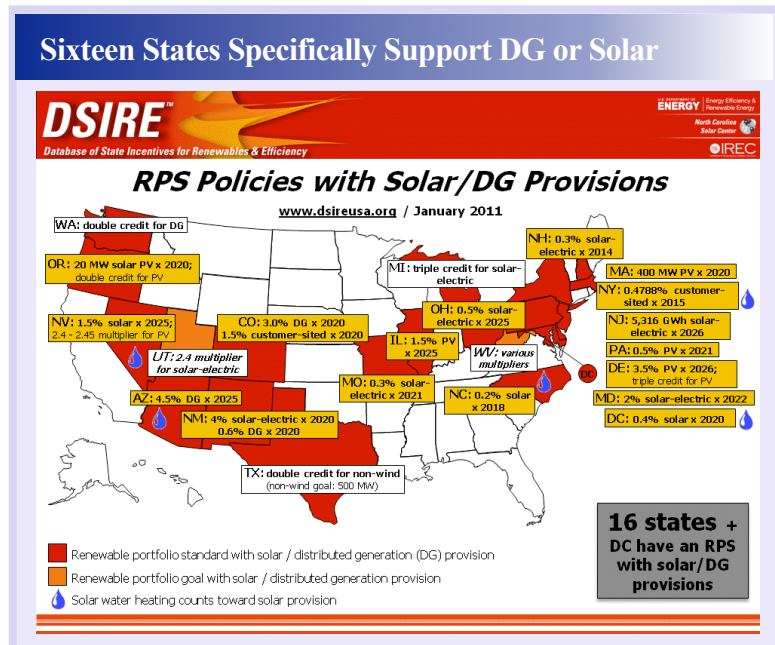 Sixteen States Specifically Support DG or Solar
DSIRE™
Database of State Incentives for Renewables & Efficiency
U.S. DEPARTMENT OF
ENERGY
Energy Efficiency &
Renewable Energy
North Carolina
Solar Center
IREC
RPS Policies with Solar/DG Provisions
www.dsireusa.org / January 2011
WA: double credit for DG
OR: 20 MW solar PV x 2020;
double credit for PV
NV: 1.5% solar x 2025;
2.4 - 2.45 multiplier for PV
UT: 2.4 multiplier
for solar-electric
AZ: 4.5% DG x 2025
NM: 4% solar-electric x 2020
0.6% DG x 2020
CO: 3.0% DG x 2020
1.5% customer-sited x 2020
TX: double credit for non-wind
(non-wind goal: 500 MW)
MI: triple credit for solar-
electric
OH: 0.5% solar-
electric x 2025
IL: 1.5% PV
x 2025
WV: various
multipliers
MO: 0.3% solar-
electric x 2021
NC: 0.2% solar
x 2018
NH: 0.3% solar-
electric x 2014
MA: 400 MW PV x 2020
NY: 0.4788% customer-
sited x 2015
NJ: 5,316 GWh solar-
electric x 2026
PA: 0.5% PV x 2021
DE: 3.5% PV x 2026;
triple credit for PV
MD: 2% solar-electric x 2022
DC: 0.4% solar x 2020
DC
16 states +
DC have an RPS
with solar/DG
provisions
Renewable portfolio standard with solar / distributed generation (DG) provision
Renewable portfolio goal with solar / distributed generation provision
Solar water heating counts toward solar provision